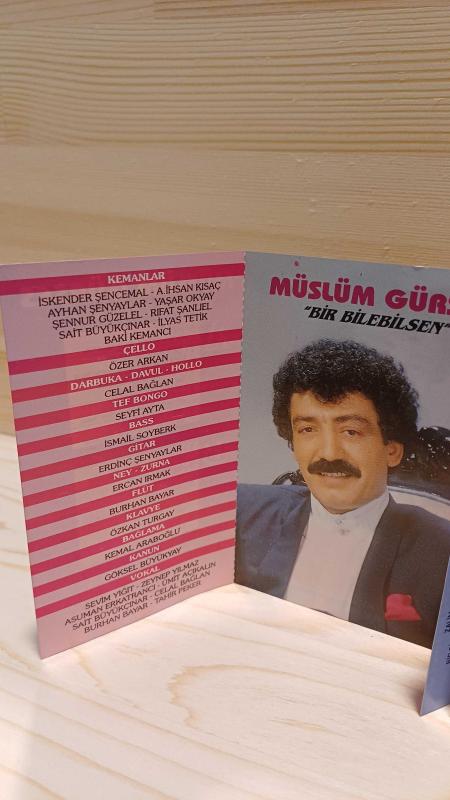 KEMANLAR
İSKENDER ŞENCEMAL - A.İHSAN KISAÇ
AYHAN ŞENYAYLAR - YAŞAR OKYAY
ŞENNUR GÜZELEL - RIFAT ŞANLIEL
SAİT BÜYÜKÇINAR - İLYAS TETİK
BAKİ KEMANCI
ÇELLO
ÖZER ARKAN
DARBUKA - DAVUL - HOLLO
CELAL BAĞLAN
TEF BONGO
SEYFİ AYTA
BASS
İSMAİL SOYBERK
GİTAR
ERDİNÇ ŞENYAYLAR
NEY - ZURNA
ERCAN IRMAK
FLÜT
BURHAN BAYAR
KLAVYE
ÖZKAN TURGAY
BAĞLAMA
KEMAL ARABOĞLU
KANUN
GÖKSEL BÜYÜKYAY
VOKAL
SEVİM YİĞİT - ZEYNEP YILMAZ
ASUMAN ERKATRANCI - ÜMİT AÇIKALIN
SAİT BÜYÜKÇINAR - CELAL BAĞLAN
BURHAN BAYAR - TAHİR PEKER
MÜSLÜM GÜRS
"BİR BİLEBİLSEN"